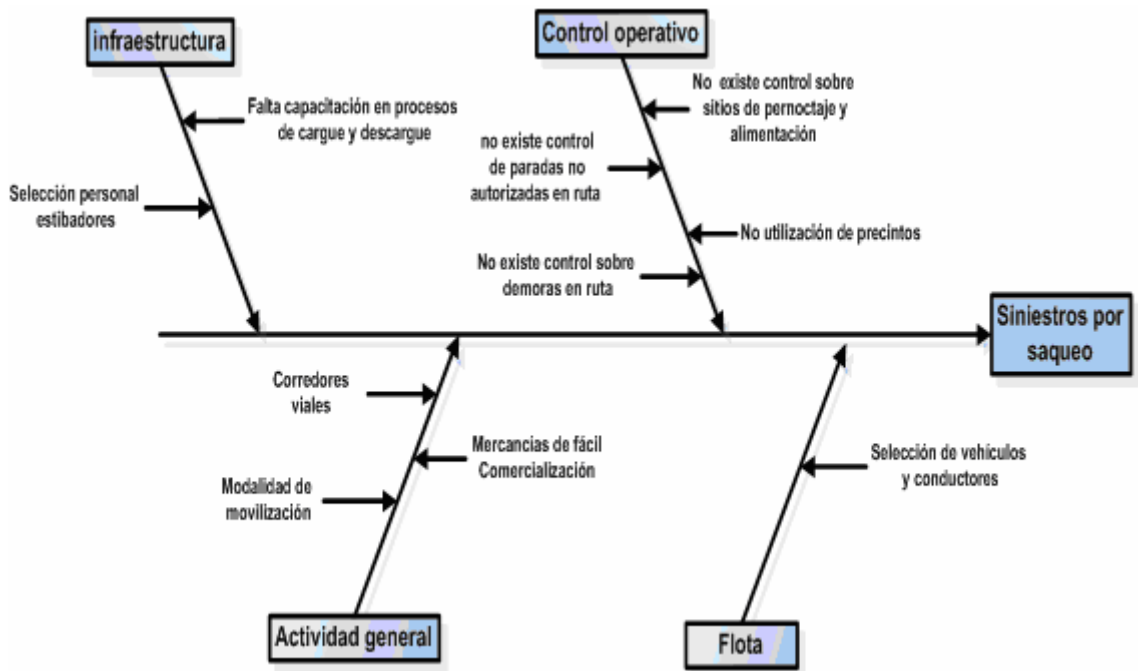 infraestructura
Control operativo
Falta capacitación en procesos
de cargue y descargue
Selección personal
estibadores
No existe control sobre
sitios de pernoctaje y
alimentación
no existe control
de paradas no
autorizadas en ruta
No utilización de precintos
No existe control sobre
demoras en ruta
Siniestros por
saqueo
Corredores
viales
Mercancias de fácil
Comercialización
Modalidad de
movilización
Selección de vehículos
y conductores
Actividad general
Flota